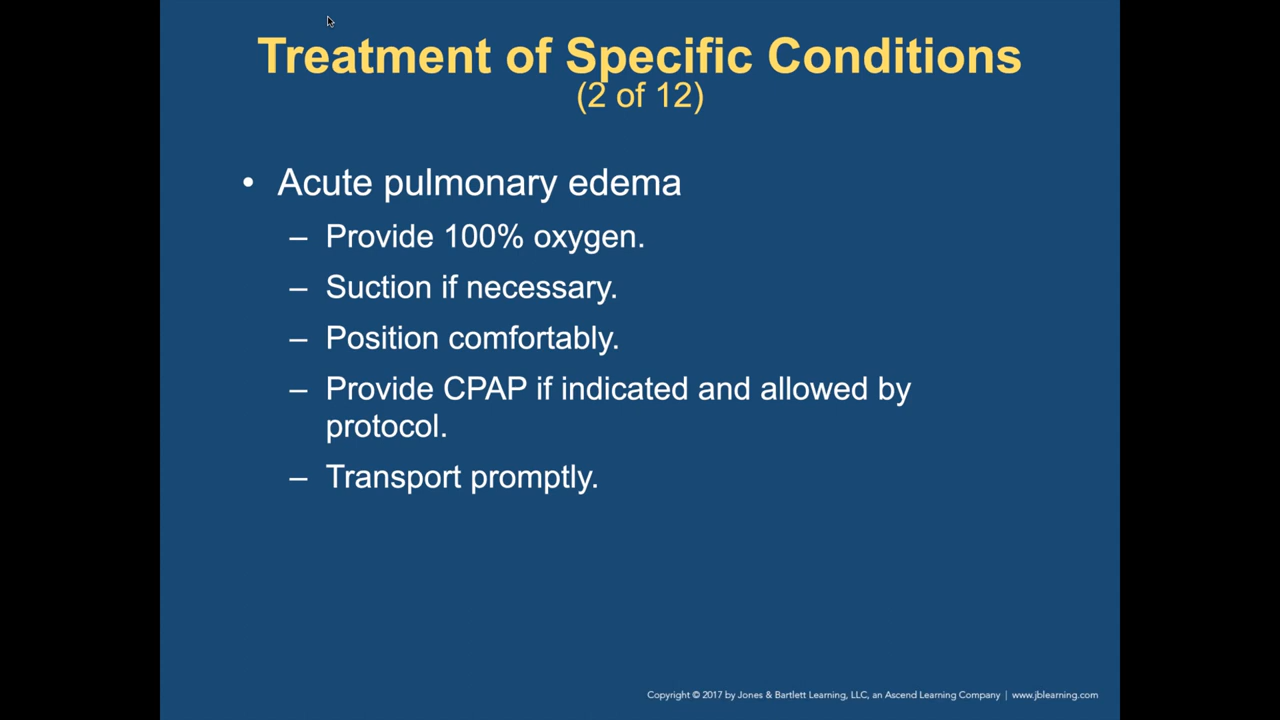 Treatment of Specific Conditions
(2 of 12)
• Acute pulmonary edema
– Provide 100% oxygen.
– Suction if necessary.
– Position comfortably.
– Provide CPAP if indicated and allowed by
protocol.
– Transport promptly.
Copyright © 2017 by Jones & Bartlett Learning, LLC, an Ascend Learning Company | www.jblearning.com